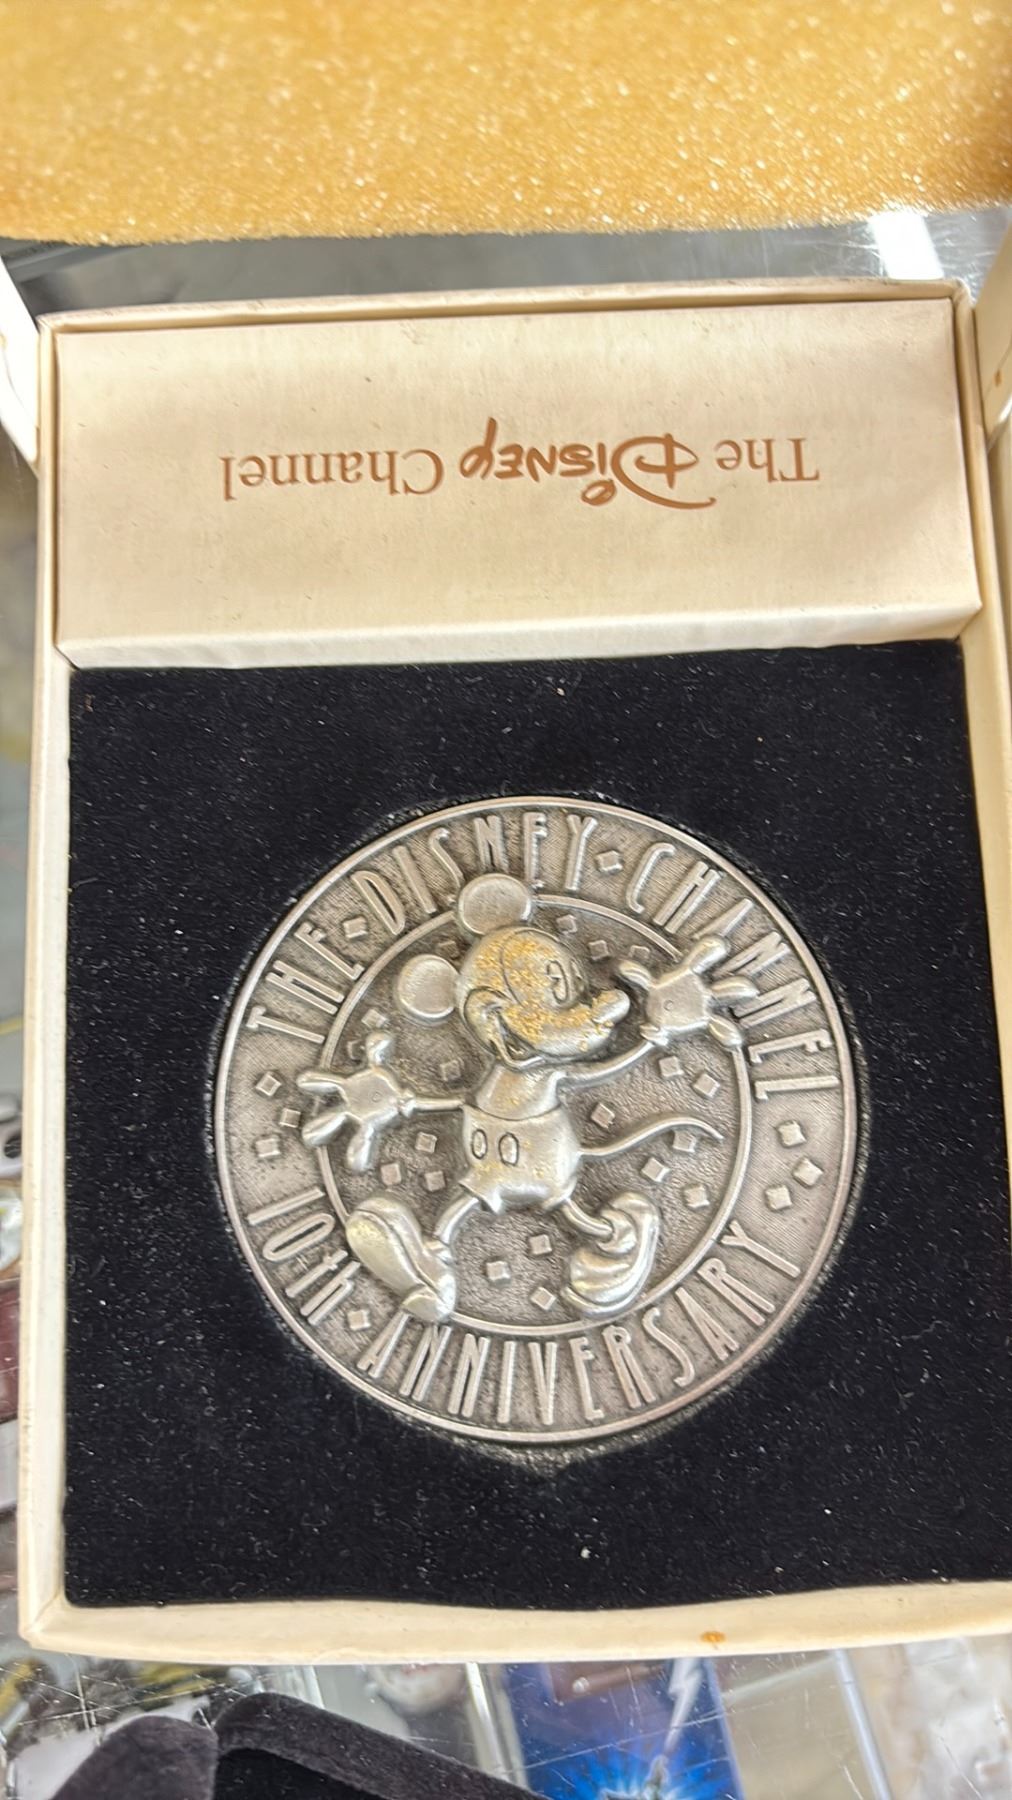 The Disney Channel
THE DISNEY CHANNEL
10th ANNIVERSARY